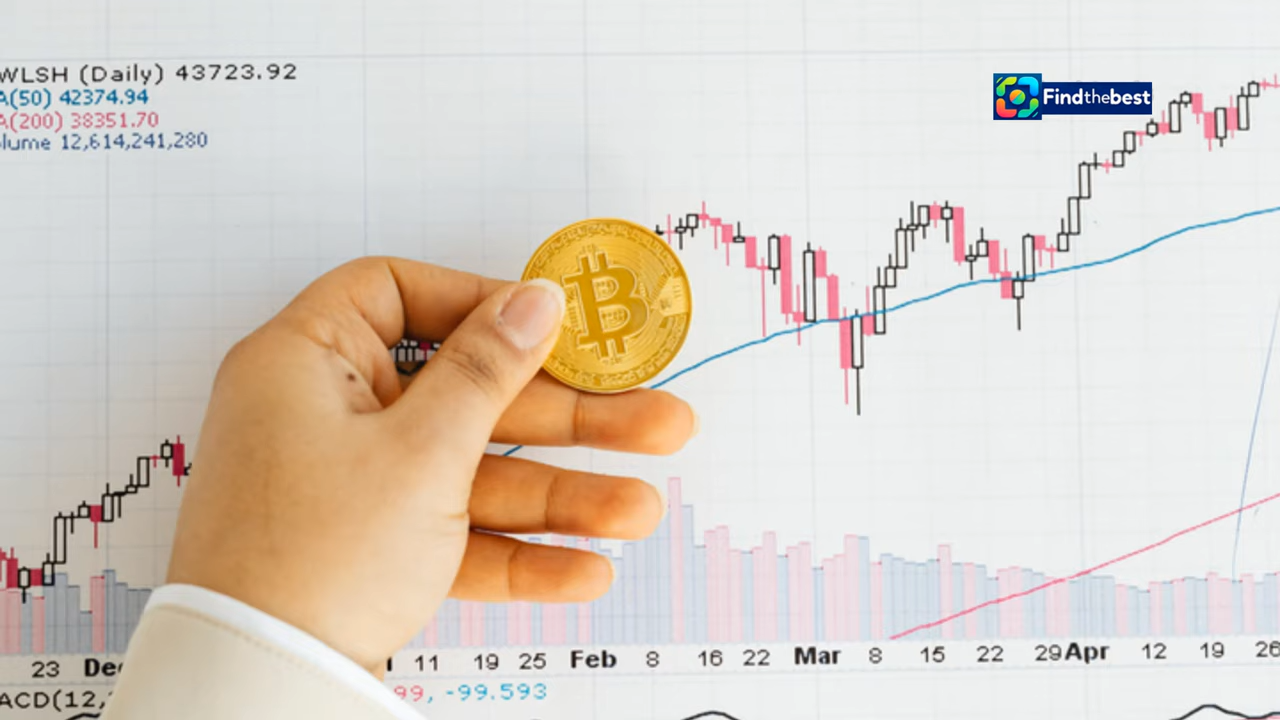 WLSH (Daily) 43723.92
A(50) 42374.94
A(200) 38351.70
lume 12,614,241,280
Findthebest
23 Dec 11 19 25 Feb 8 16 22 Mar 8 15 22 29 Apr 12 19 26
ACD(12, 99, -99.593